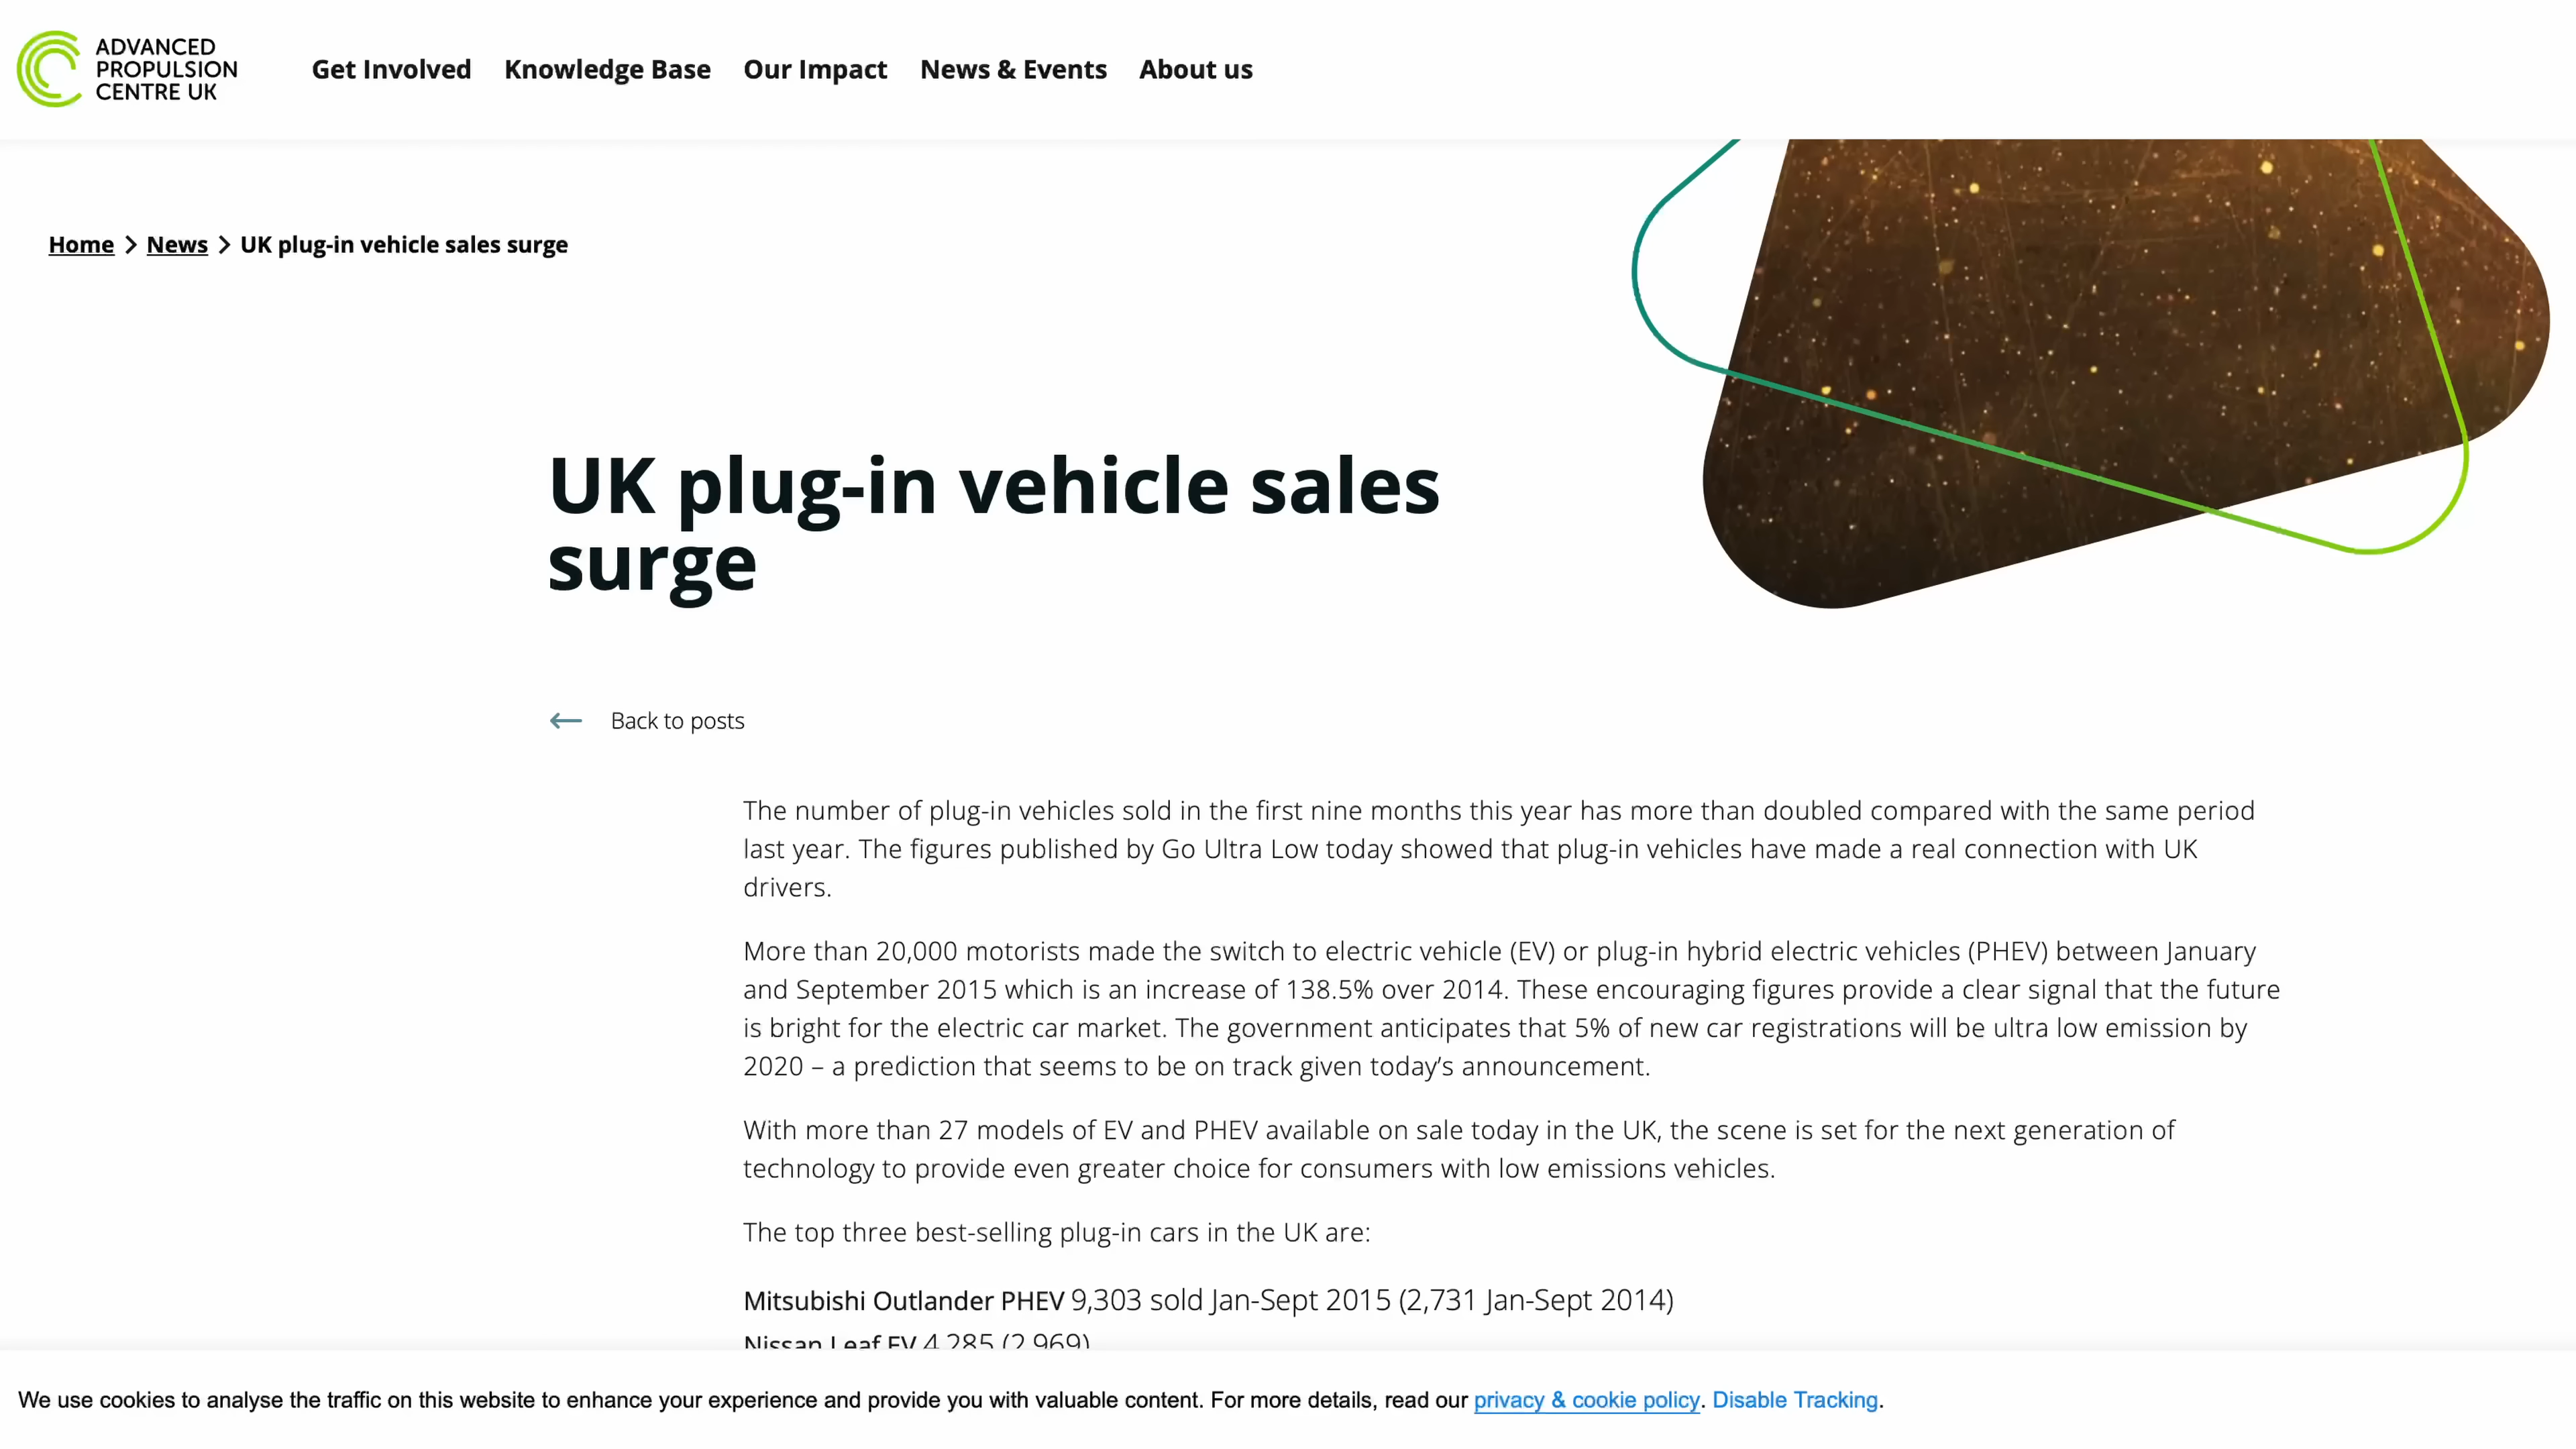 ADVANCED
PROPULSION
CENTRE UK
Get Involved Knowledge Base Our Impact News & Events About us
Home > News > UK plug-in vehicle sales surge
UK plug-in vehicle sales
surge
← Back to posts
The number of plug-in vehicles sold in the first nine months this year has more than doubled compared with the same period
last year. The figures published by Go Ultra Low today showed that plug-in vehicles have made a real connection with UK
drivers.
More than 20,000 motorists made the switch to electric vehicle (EV) or plug-in hybrid electric vehicles (PHEV) between January
and September 2015 which is an increase of 138.5% over 2014. These encouraging figures provide a clear signal that the future
is bright for the electric car market. The government anticipates that 5% of new car registrations will be ultra low emission by
2020 – a prediction that seems to be on track given today’s announcement.
With more than 27 models of EV and PHEV available on sale today in the UK, the scene is set for the next generation of
technology to provide even greater choice for consumers with low emissions vehicles.
The top three best-selling plug-in cars in the UK are:
Mitsubishi Outlander PHEV 9,303 sold Jan-Sept 2015 (2,731 Jan-Sept 2014)
Nissan Leaf EV 4,285 (2,969)
We use cookies to analyse the traffic on this website to enhance your experience and provide you with valuable content. For more details, read our privacy & cookie policy. Disable Tracking.